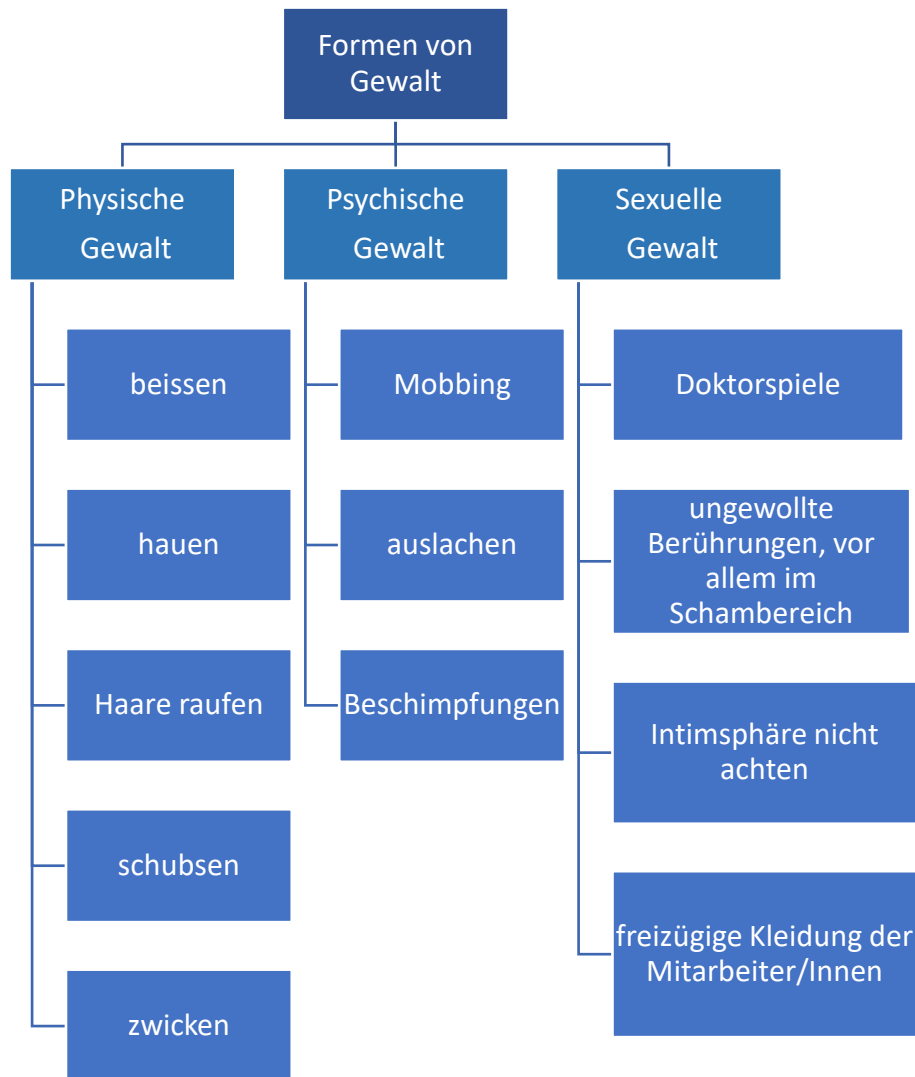 Formen von
Gewalt
Physische
Gewalt
beissen
hauen
Haare raufen
schubsen
zwicken
Psychische
Gewalt
Mobbing
auslachen
Beschimpfungen
Sexuelle
Gewalt
Doktorspiele
ungewollte
Berührungen, vor
allem im
Schambereich
Intimsphäre nicht
achten
freizügige Kleidung der
Mitarbeiter/Innen